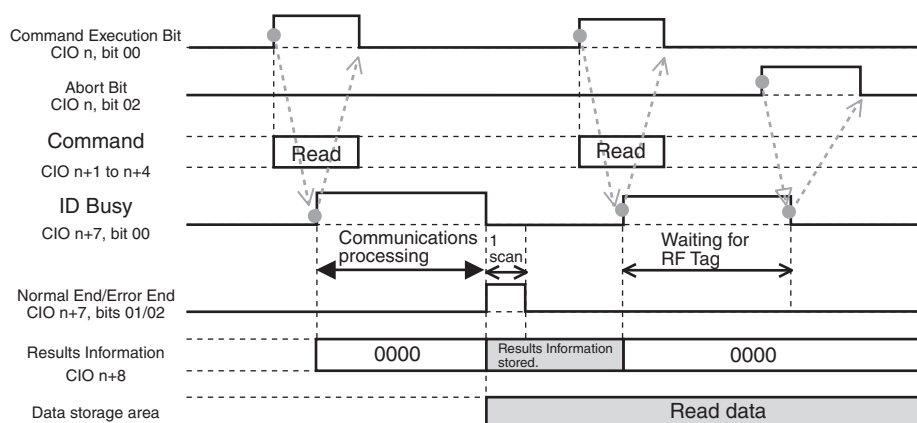 Command Execution Bit
CIO n, bit 00
Abort Bit
CIO n, bit 02
Command
CIO n+1 to n+4
Read
Read
ID Busy
CIO n+7, bit 00
Communications
processing
1
scan
Waiting for
RF Tag
Normal End/Error End
CIO n+7, bits 01/02
Results Information
CIO n+8
0000
Results Information
stored.
0000
Data storage area
Read data